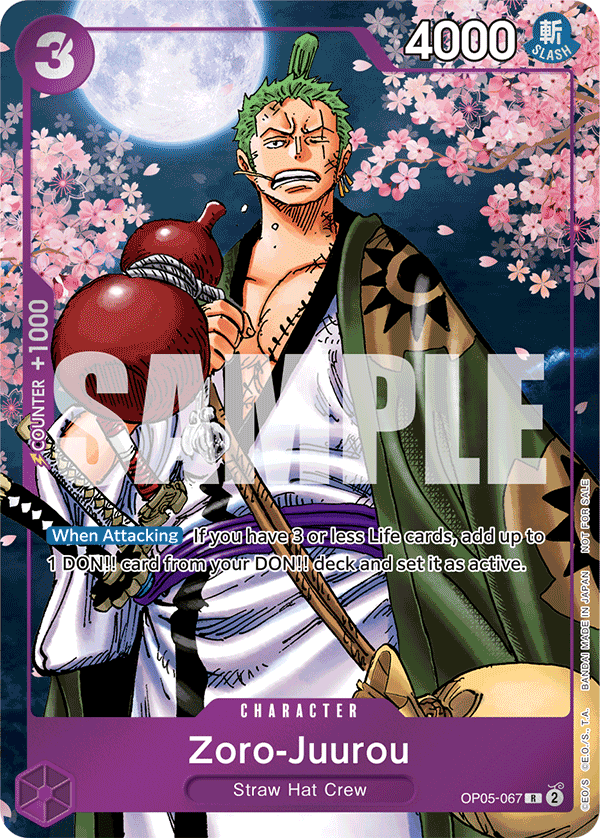 3
4000
斬
SLASH
COUNTER +1000
SAMPLE
When Attacking If you have 3 or less Life cards, add up to
1 DON!! card from your DON!! deck and set it as active.
CHARACTER
Zoro-Juurou
Straw Hat Crew
OP05-067 R 2
©E.O/S ©E.O./S., T.A. BANDAI MADE IN JAPAN NOT FOR SALE